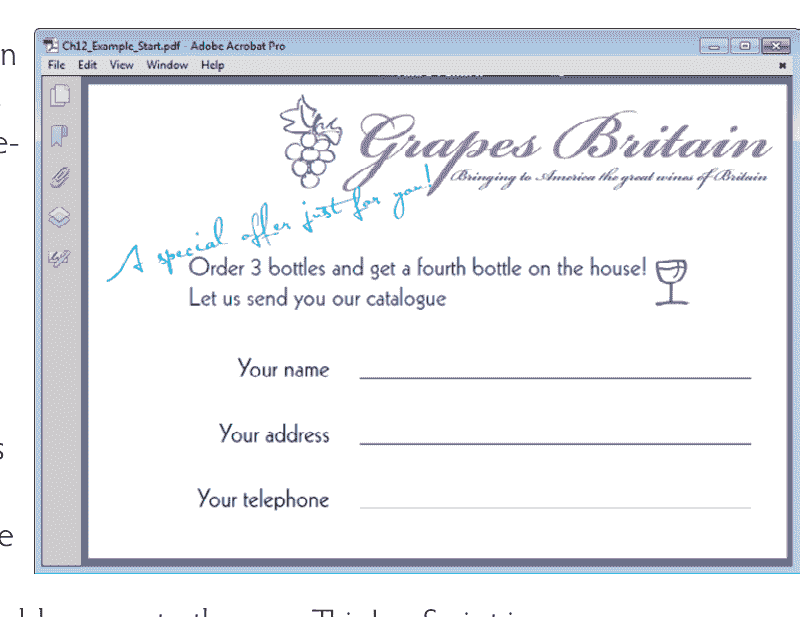 n
e-
Ch12_Example_Start.pdf - Adobe Acrobat Pro
File Edit View Window Help
Grapes Britain
Bringing to America the great wines of Britain
A special offer just for you!
Order 3 bottles and get a fourth bottle on the house!
Let us send you our catalogue
Your name
Your address
Your telephone
s
e